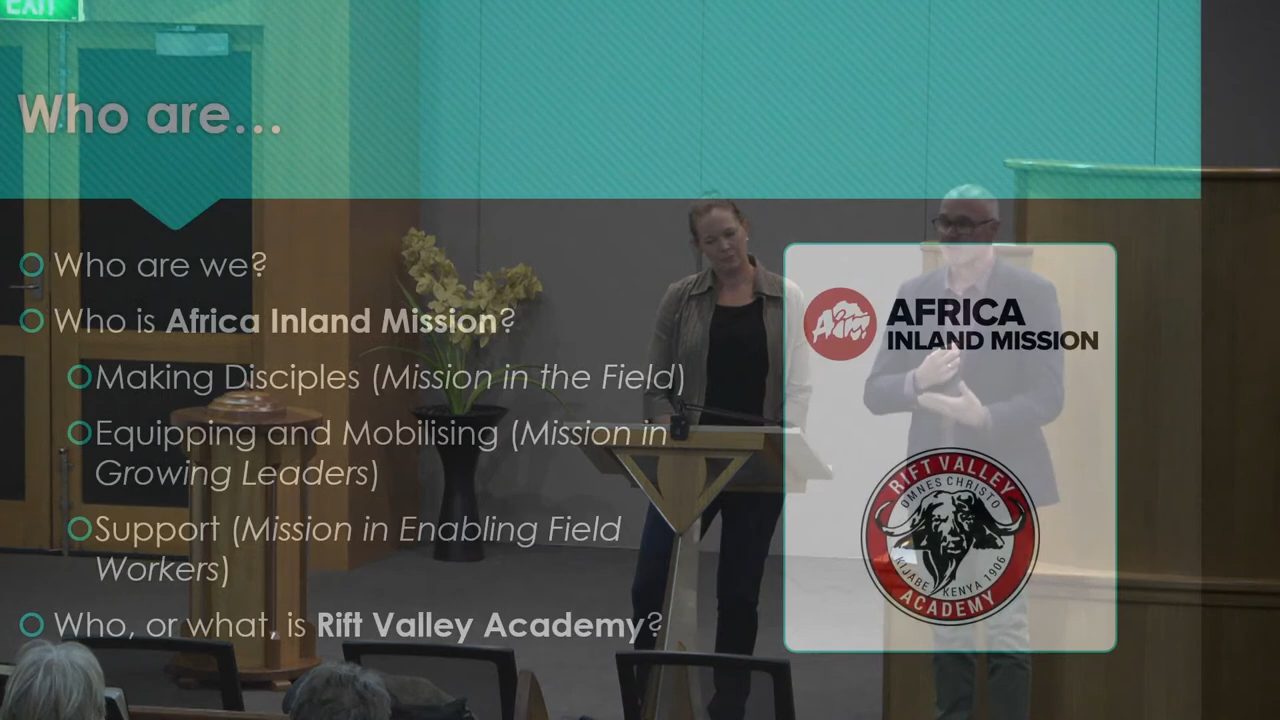 EXIT
Who are...
Who are we?
Who is Africa Inland Mission?
Making Disciples (Mission in the Field)
Equipping and Mobilising (Mission in
Growing Leaders)
Support (Mission in Enabling Field
Workers)
Who, or what, is Rift Valley Academy?
Aim AFRICA
INLAND MISSION
RIFT VALLEY
OMNES CHRISTO
KIJABE KENYA 1906
ACADEMY